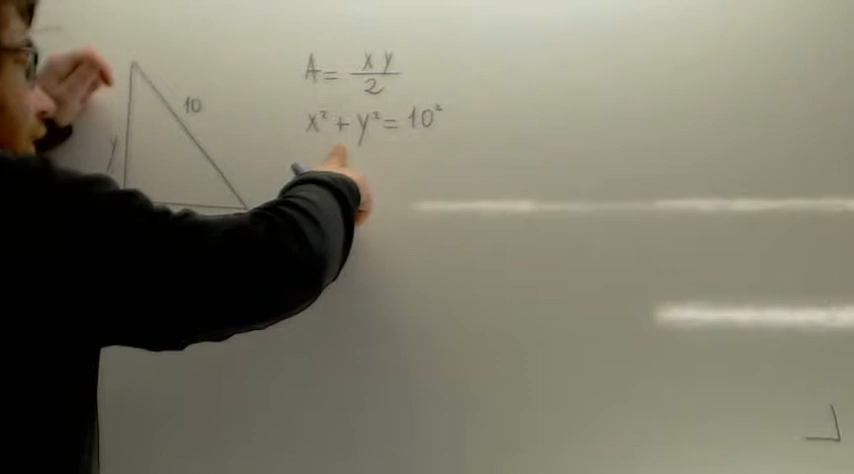 10
y
A = xy/2
x² + y² = 10²